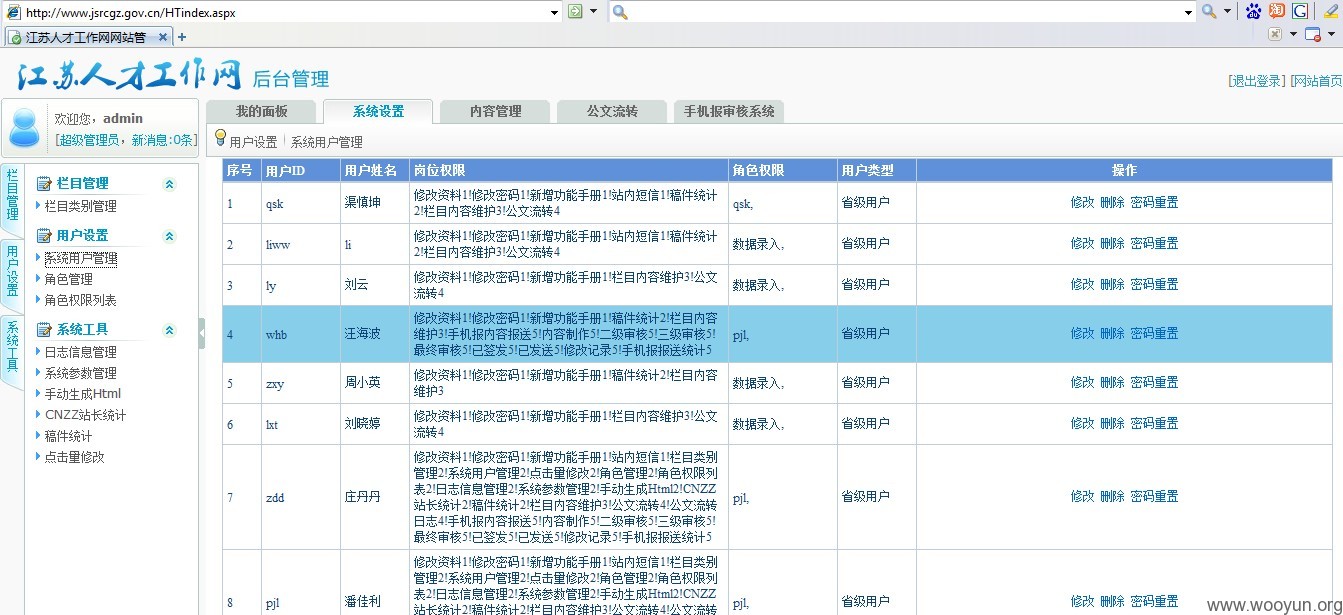 http://www.jsrcgz.gov.cn/HTindex.aspx
江苏人才工作网网站管
江苏人才工作网 后台管理
[退出登录] [网站首页
欢迎您，admin
[超级管理员，新消息:0条]
我的面板 系统设置 内容管理 公文流转 手机报审核系统
用户设置 系统用户管理
栏目管理
用户设置
系统工具
栏目管理
栏目类别管理
用户设置
系统用户管理
角色管理
角色权限列表
系统工具
日志信息管理
系统参数管理
手动生成Html
CNZZ站长统计
稿件统计
点击量修改
序号 用户ID 用户姓名 岗位权限 角色权限 用户类型 操作
1 qsk 渠慎坤 修改资料1!修改密码1!新增功能手册1!站内短信1!稿件统计 qsk, 省级用户 修改 删除 密码重置
2!栏目内容维护3!公文流转4
2 liww li 修改资料1!修改密码1!新增功能手册1!站内短信1!稿件统计 数据录入, 省级用户 修改 删除 密码重置
2!栏目内容维护3!公文流转4
3 ly 刘云 修改资料1!修改密码1!新增功能手册1!栏目内容维护3!公文 数据录入, 省级用户 修改 删除 密码重置
流转4
4 whb 汪海波 修改资料1!修改密码1!新增功能手册1!稿件统计2!栏目内容 pjl, 省级用户 修改 删除 密码重置
维护3!手机报内容报送5!内容制作5!二级审核5!三级审核5!
最终审核5!已签发5!已发送5!修改记录5!手机报报送统计5
5 zxy 周小英 修改资料1!修改密码1!新增功能手册1!稿件统计2!栏目内容 数据录入, 省级用户 修改 删除 密码重置
维护3
6 lxt 刘晓婷 修改资料1!修改密码1!新增功能手册1!栏目内容维护3!公文 数据录入, 省级用户 修改 删除 密码重置
流转4
7 zdd 庄丹丹 修改资料1!修改密码1!新增功能手册1!站内短信1!栏目类别 pjl, 省级用户 修改 删除 密码重置
管理2!系统用户管理2!点击量修改2!角色管理2!角色权限列
表2!日志信息管理2!系统参数管理2!手动生成Html2!CNZZ
站长统计2!稿件统计2!栏目内容维护3!公文流转4!公文流转
日志4!手机报内容报送5!内容制作5!二级审核5!三级审核5!
最终审核5!已签发5!已发送5!修改记录5!手机报报送统计5
8 pjl 潘佳利 修改资料1!修改密码1!新增功能手册1!站内短信1!栏目类别 pjl, 省级用户 修改 删除 密码重置
管理2!系统用户管理2!点击量修改2!角色管理2!角色权限列
表2!日志信息管理2!系统参数管理2!手动生成Html2!CNZZ
站长统计2!稿件统计2!栏目内容维护3!公文流转4!公文流转
www.wooyun.org